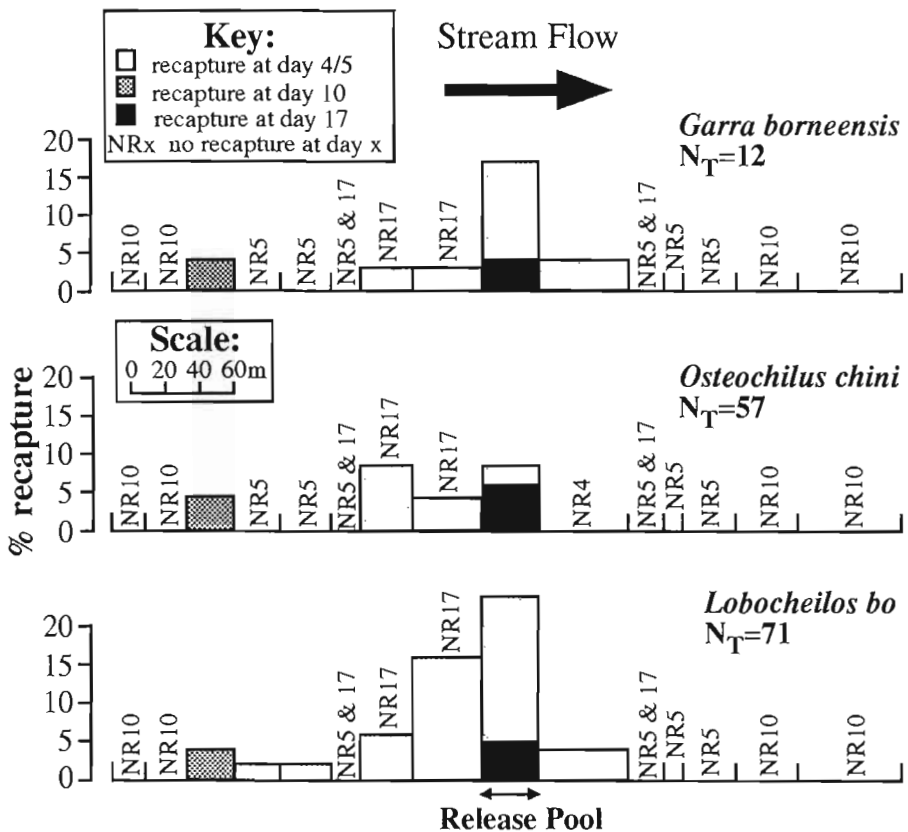 Key:
recapture at day 4/5
recapture at day 10
recapture at day 17
NRx no recapture at day x
Stream Flow
Garra borneensis
N_T=12
20
15
10
5
0
NR10
NR10
NR5
NR5
NR5 & 17
NR17
NR17
NR5 & 17
NR5
NR5
NR10
NR10
Scale:
0 20 40 60m
% recapture
Osteochilus chini
N_T=57
20
15
10
5
0
NR10
NR10
NR5
NR5
NR5 & 17
NR17
NR17
NR4
NR5 & 17
NR5
NR5
NR10
NR10
Lobocheilos bo
N_T=71
20
15
10
5
0
NR10
NR10
NR5 & 17
NR17
NR17
NR5 & 17
NR5
NR5
NR10
NR10
Release Pool